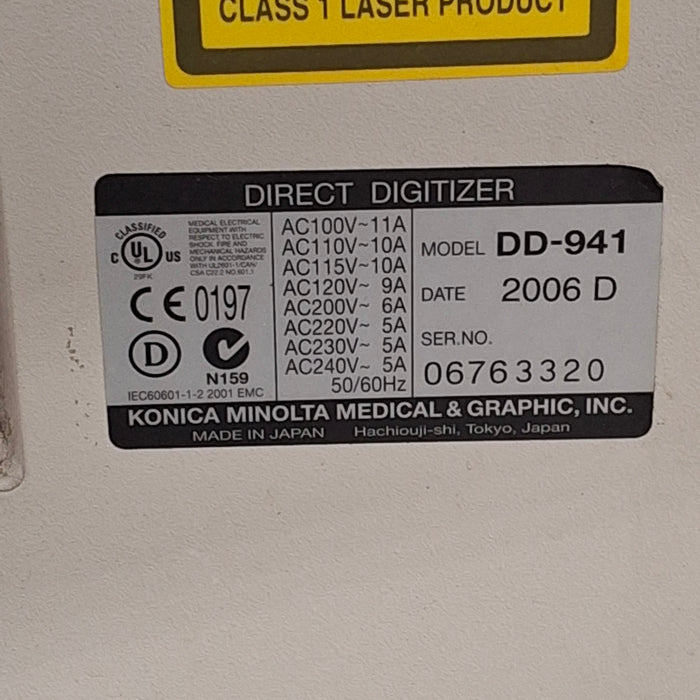 CLASS 1 LASER PRODUCT
DIRECT DIGITIZER
CLASSIFIED
C UL US
29FK
MEDICAL ELECTRICAL
EQUIPMENT WITH
RESPECT TO ELECTRIC
SHOCK, FIRE AND
MECHANICAL HAZARDS
ONLY IN ACCORDANCE
WITH UL2601-1/CAN/
CSA C22.2 NO.601.1
CE 0197
D
N159
IEC60601-1-2 2001 EMC
AC100V~11A
AC110V~10A
AC115V~10A
AC120V~ 9A
AC200V~ 6A
AC220V~ 5A
AC230V~ 5A
AC240V~ 5A
50/60Hz
MODEL DD-941
DATE 2006 D
SER.NO.
06763320
KONICA MINOLTA MEDICAL & GRAPHIC, INC.
MADE IN JAPAN Hachiouji-shi, Tokyo, Japan